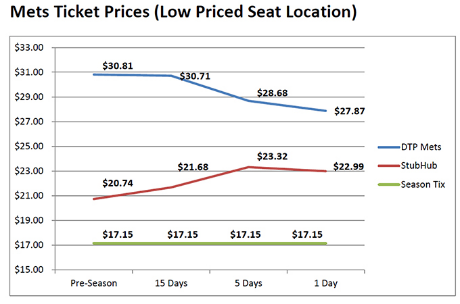 Mets Ticket Prices (Low Priced Seat Location)
$33.00
$31.00
$29.00
$27.00
$25.00
$23.00
$21.00
$19.00
$17.00
$15.00
$30.81
$30.71
$28.68
$27.87
$20.74
$21.68
$23.32
$22.99
$17.15
$17.15
$17.15
$17.15
DTP Mets
StubHub
Season Tix
Pre-Season
15 Days
5 Days
1 Day